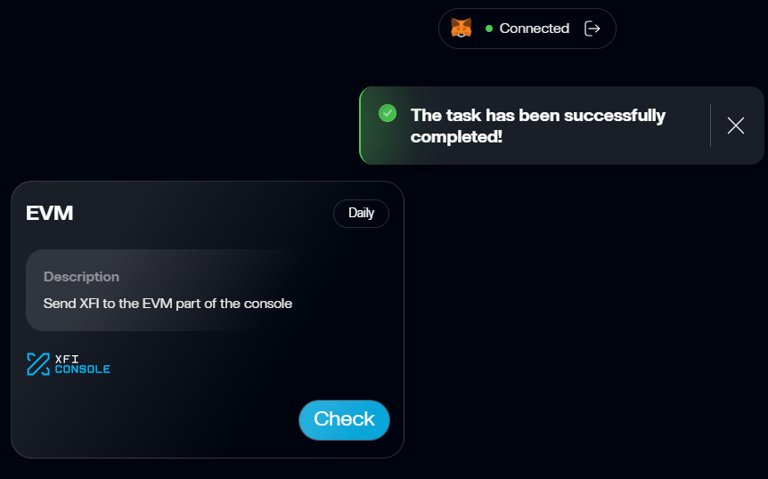 Connected
The task has been successfully
completed!
EVM
Daily
Description
Send XFI to the EVM part of the console
XFI
CONSOLE
Check